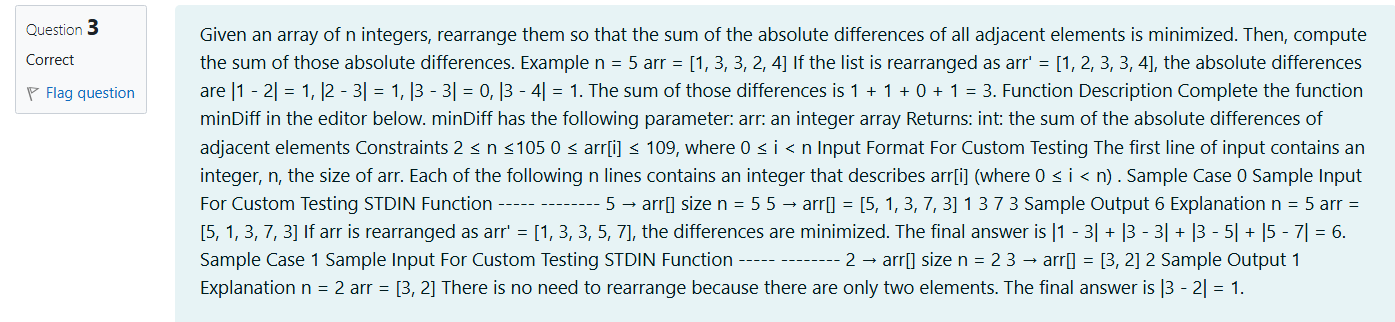 Question 3
Correct
Flag question
Given an array of n integers, rearrange them so that the sum of the absolute differences of all adjacent elements is minimized. Then, compute
the sum of those absolute differences. Example n = 5 arr = [1, 3, 3, 2, 4] If the list is rearranged as arr' = [1, 2, 3, 3, 4], the absolute differences
are |1 - 2| = 1, |2 - 3| = 1, |3 - 3| = 0, |3 - 4| = 1. The sum of those differences is 1 + 1 + 0 + 1 = 3. Function Description Complete the function
minDiff in the editor below. minDiff has the following parameter: arr: an integer array Returns: int: the sum of the absolute differences of
adjacent elements Constraints 2 ≤ n ≤105 0 ≤ arr[i] ≤ 109, where 0 ≤ i < n Input Format For Custom Testing The first line of input contains an
integer, n, the size of arr. Each of the following n lines contains an integer that describes arr[i] (where 0 ≤ i < n) . Sample Case 0 Sample Input
For Custom Testing STDIN Function ----- -------- 5 → arr[] size n = 5 5 → arr[] = [5, 1, 3, 7, 3] 1 3 7 3 Sample Output 6 Explanation n = 5 arr =
[5, 1, 3, 7, 3] If arr is rearranged as arr' = [1, 3, 3, 5, 7], the differences are minimized. The final answer is |1 - 3| + |3 - 3| + |3 - 5| + |5 - 7| = 6.
Sample Case 1 Sample Input For Custom Testing STDIN Function ----- -------- 2 → arr[] size n = 2 3 → arr[] = [3, 2] 2 Sample Output 1
Explanation n = 2 arr = [3, 2] There is no need to rearrange because there are only two elements. The final answer is |3 - 2| = 1.